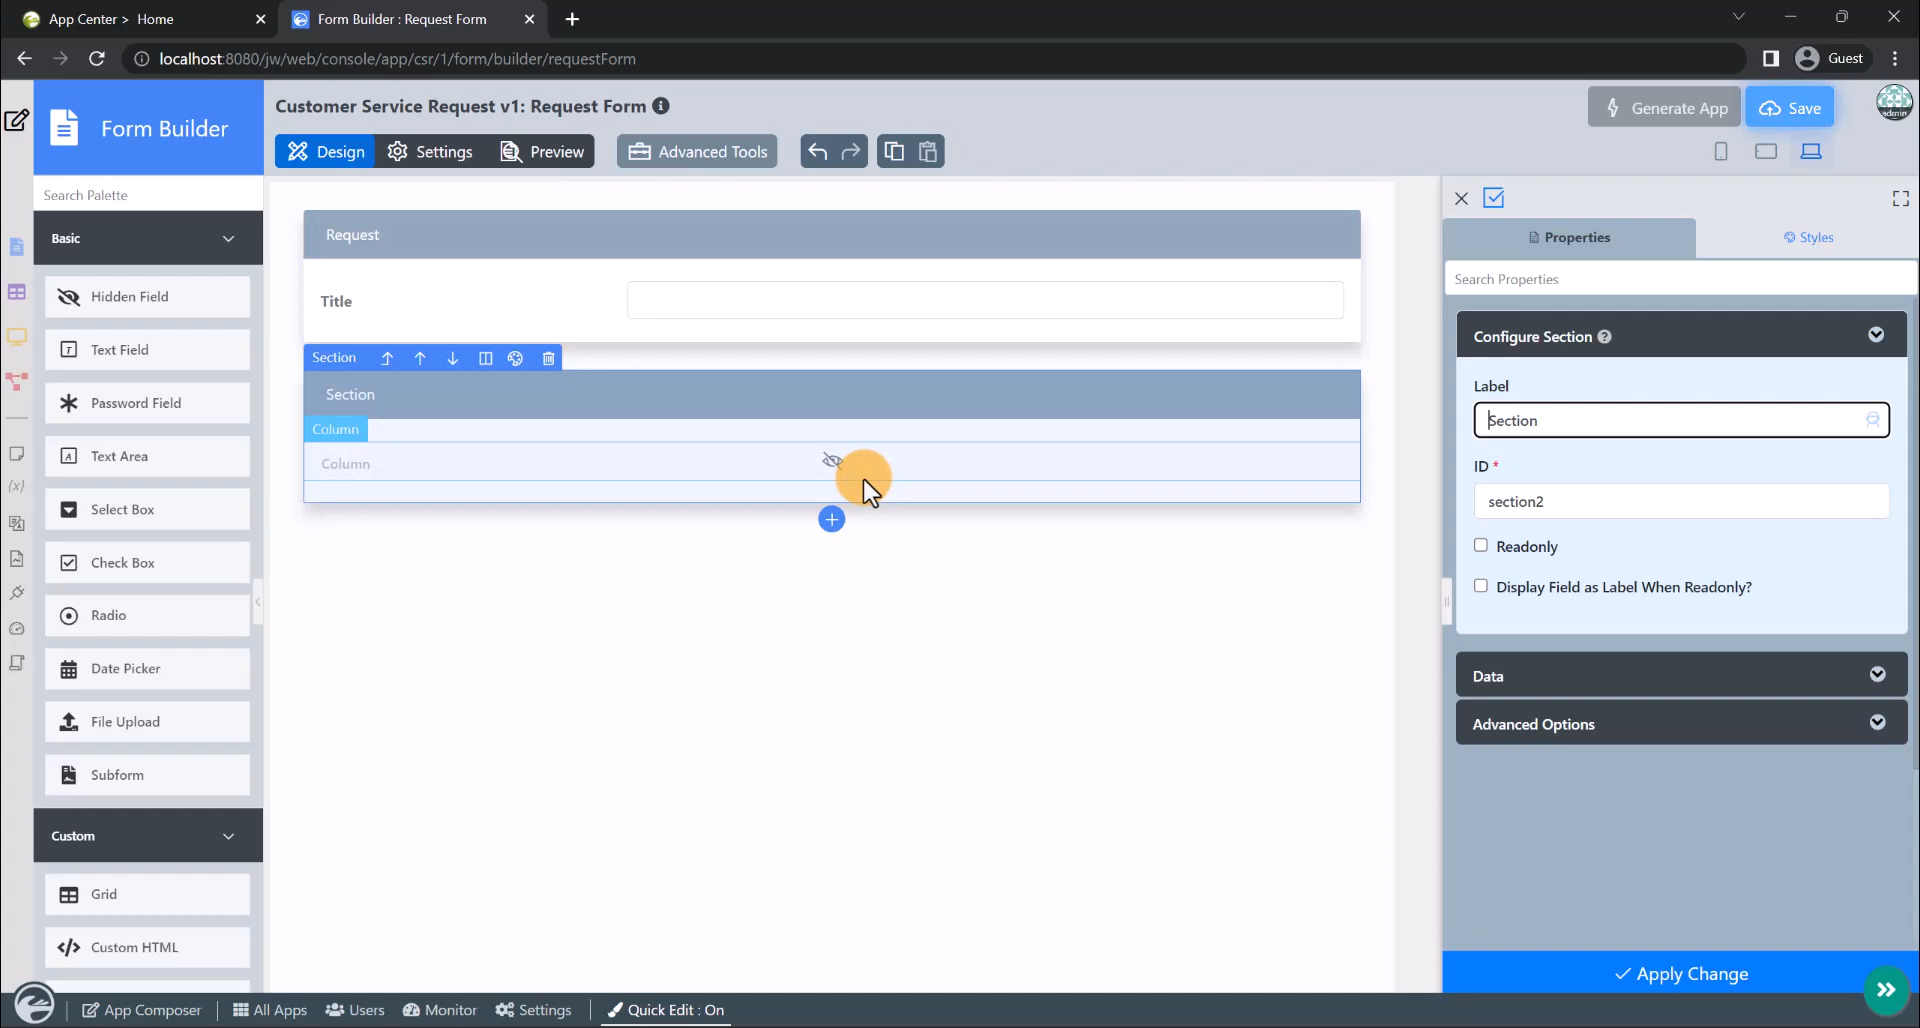 App Center > Home
Form Builder : Request Form
localhost:8080/jw/web/console/app/csr/1/form/builder/requestForm
Guest
Form Builder
Customer Service Request v1: Request Form
Generate App
Save
admin
Design
Settings
Preview
Advanced Tools
Search Palette
Basic
Hidden Field
Text Field
Password Field
Text Area
Select Box
Check Box
Radio
Date Picker
File Upload
Subform
Custom
Grid
Custom HTML
Request
Title
Section
Section
Column
Column
Properties
Styles
Search Properties
Configure Section
Label
Section
ID *
section2
Readonly
Display Field as Label When Readonly?
Data
Advanced Options
Apply Change
App Composer
All Apps
Users
Monitor
Settings
Quick Edit : On